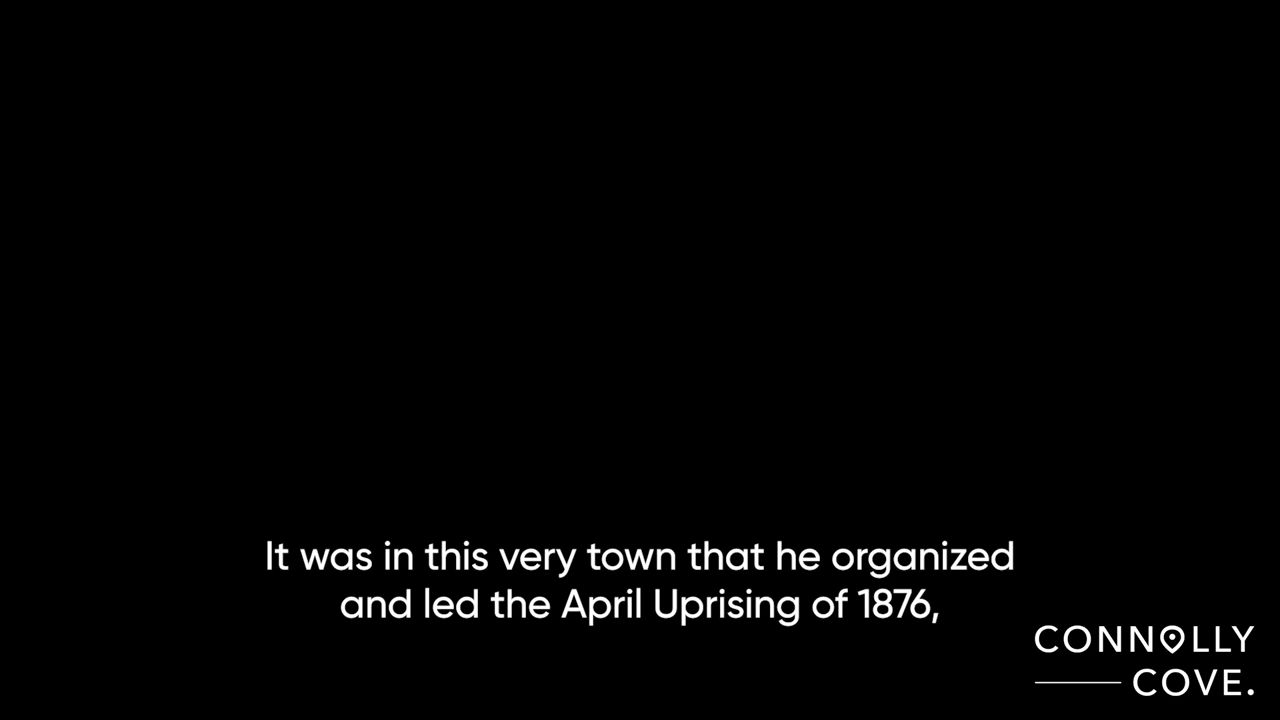 It was in this very town that he organized
and led the April Uprising of 1876,
CONNOLLY
COVE.